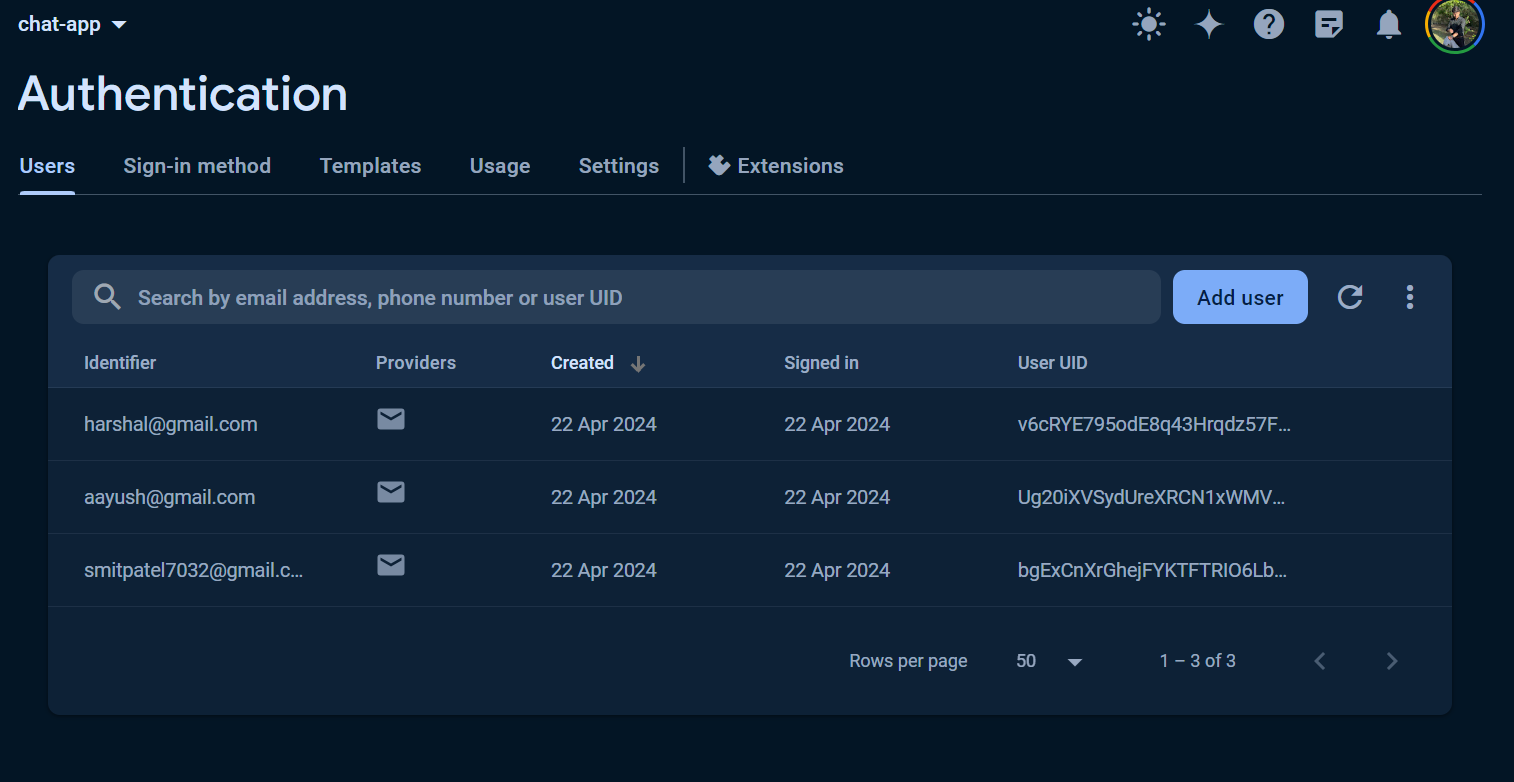 chat-app
Authentication
Users Sign-in method Templates Usage Settings Extensions
Search by email address, phone number or user UID Add user
Identifier Providers Created Signed in User UID
harshal@gmail.com 22 Apr 2024 22 Apr 2024 v6cRYE795odE8q43Hrqdz57F...
aayush@gmail.com 22 Apr 2024 22 Apr 2024 Ug20iXVSydUreXRCN1xWMV...
smitpatel7032@gmail.c... 22 Apr 2024 22 Apr 2024 bgExCnXrGhejFYKTFTRIO6Lb...
Rows per page 50 1 – 3 of 3